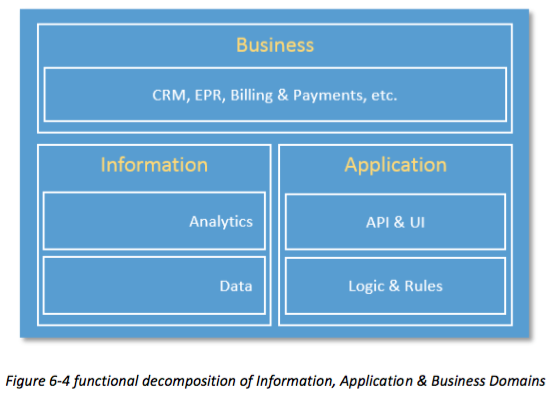 Business
CRM, EPR, Billing & Payments, etc.
Information
Analytics
Data
Application
API & UI
Logic & Rules
Figure 6-4 functional decomposition of Information, Application & Business Domains